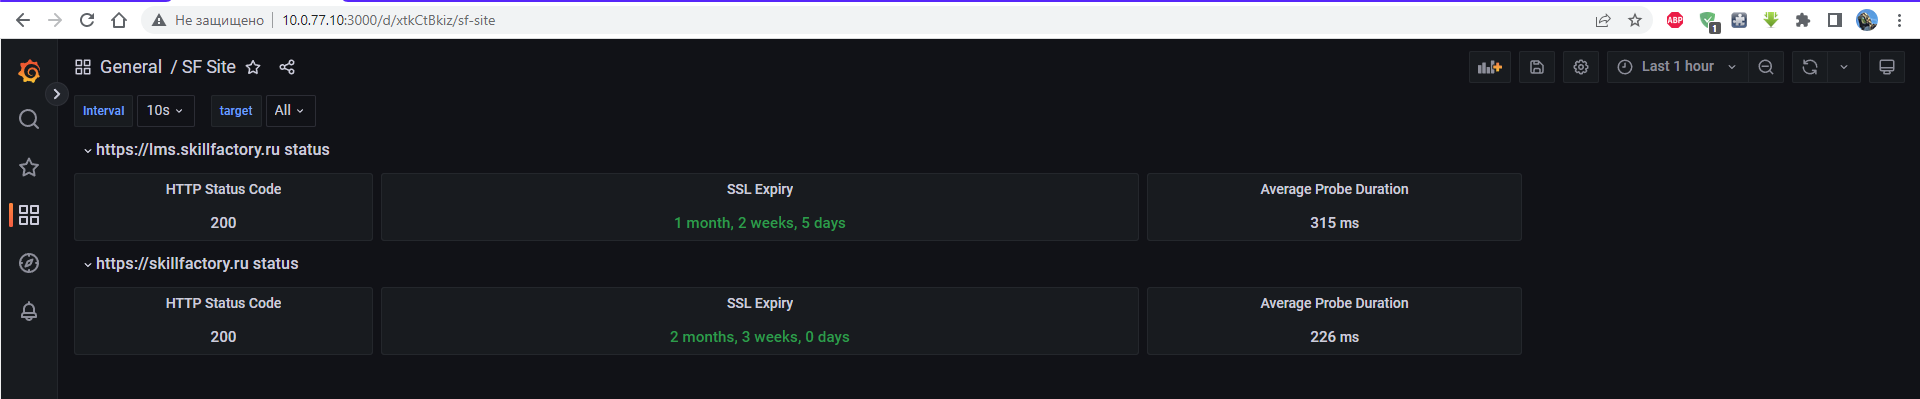 Не защищено 10.0.77.10:3000/d/xtkCtBkiz/sf-site
ABP
1
General / SF Site
Last 1 hour
Interval 10s target All
https://lms.skillfactory.ru status
HTTP Status Code SSL Expiry Average Probe Duration
200 1 month, 2 weeks, 5 days 315 ms
https://skillfactory.ru status
HTTP Status Code SSL Expiry Average Probe Duration
200 2 months, 3 weeks, 0 days 226 ms